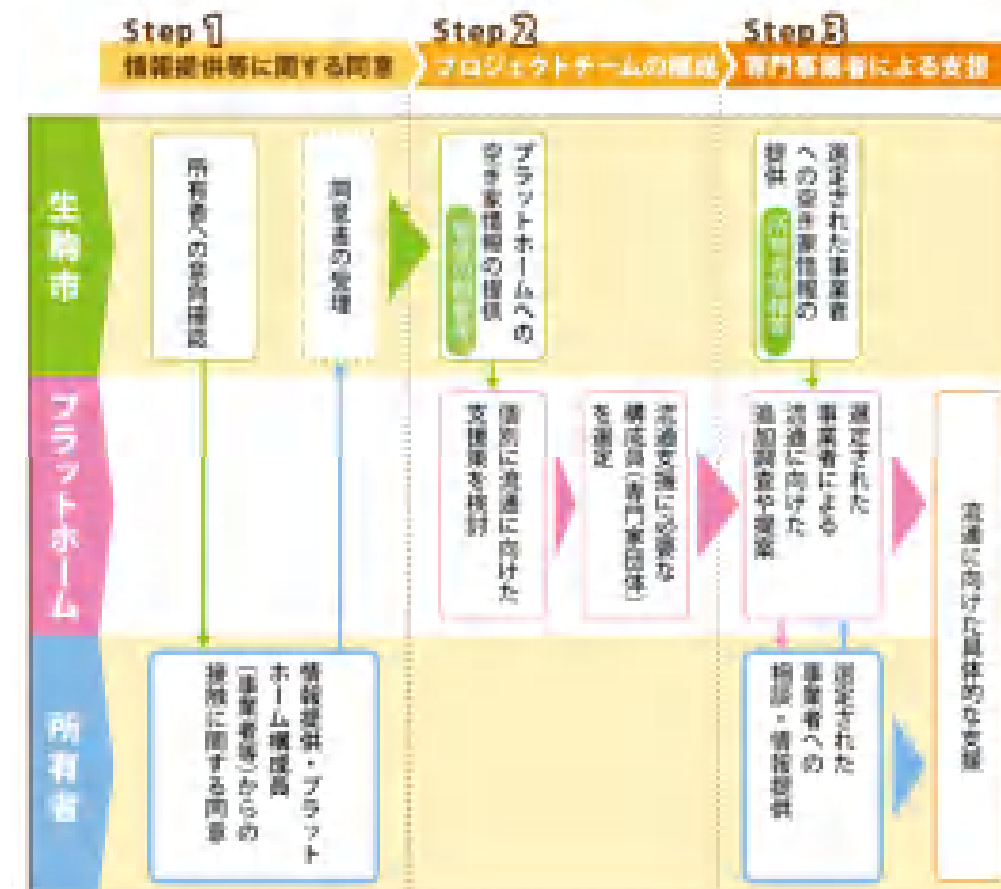 Step 1
情報提供等に関する同意
Step 2
プロジェクトチームの構成
Step 3
専門事業者による支援
生駒市
所有者への意向確認
同意書の管理
プラットホームへの
空き家情報の提供
選定された事業者
への空き家情報の
提供
プラットホーム
個別に流通に向けた
支援策を検討
流通支援に必要な
構成員(専門家団体)
を選定
選定された
事業者による
流通に向けた
追加調査や提案
流通に向けた具体的な支援
所有者
情報提供・プラット
ホーム構成員
(事業者等)からの
接触に関する同意
選定された
事業者への
相談・情報提供